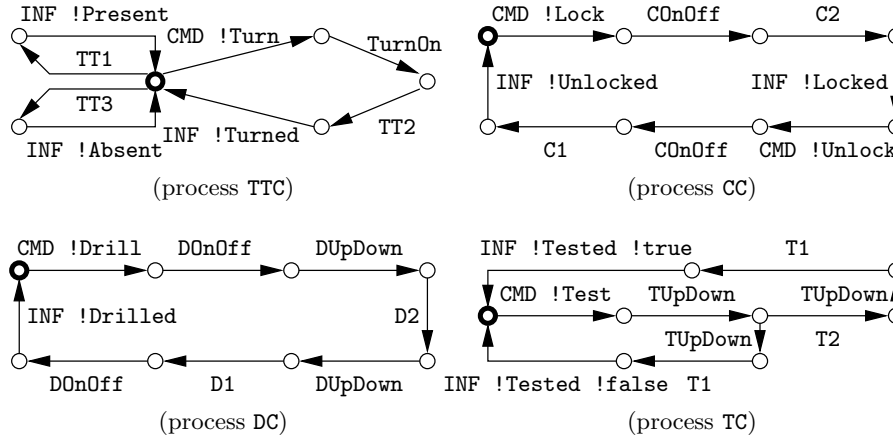 INF !Present
TT1
TT3
INF !Absent
CMD !Turn
TurnOn
TT2
INF !Turned
(process TTC)
CMD !Lock
COnOff
C2
INF !Unlocked
INF !Locked
C1
COnOff
CMD !Unlock
(process CC)
CMD !Drill
DOnOff
DUpDown
INF !Drilled
D2
DOnOff
D1
DUpDown
(process DC)
INF !Tested !true
T1
CMD !Test
TUpDown
TUpDown/
TUpDown
T2
INF !Tested !false
T1
(process TC)